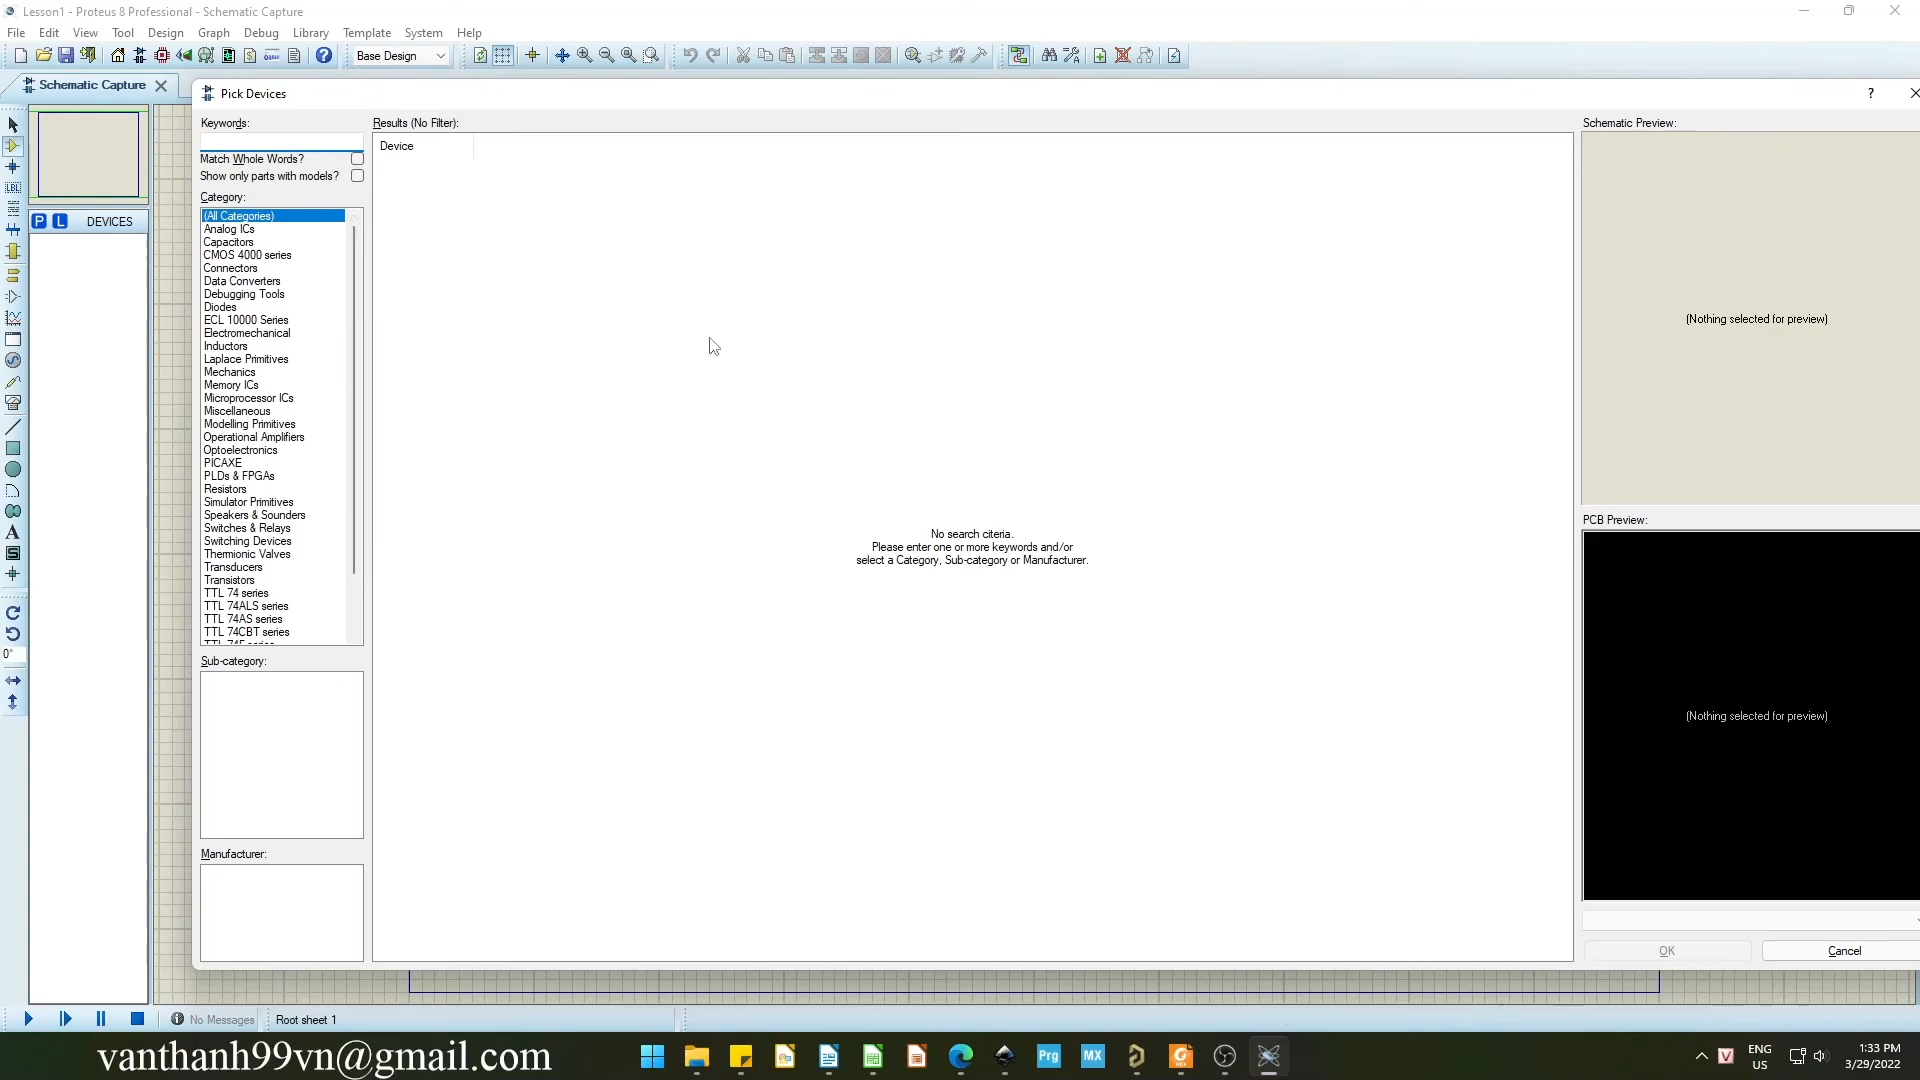 Lesson1 - Proteus 8 Professional - Schematic Capture
File Edit View Tool Design Graph Debug Library Template System Help
Base Design
Schematic Capture
Pick Devices
Keywords:
Results (No Filter):
Schematic Preview:
Device
Match Whole Words?
Show only parts with models?
Category:
(All Categories)
Analog ICs
Capacitors
CMOS 4000 series
Connectors
Data Converters
Debugging Tools
Diodes
ECL 10000 Series
Electromechanical
Inductors
Laplace Primitives
Mechanics
Memory ICs
Microprocessor ICs
Miscellaneous
Modelling Primitives
Operational Amplifiers
Optoelectronics
PICAXE
PLDs & FPGAs
Resistors
Simulator Primitives
Speakers & Sounders
Switches & Relays
Switching Devices
Thermionic Valves
Transducers
Transistors
TTL 74 series
TTL 74ALS series
TTL 74AS series
TTL 74CBT series
P L DEVICES
LBL
A
S
0°
(Nothing selected for preview)
No search citeria.
Please enter one or more keywords and/or
select a Category, Sub-category or Manufacturer.
PCB Preview:
(Nothing selected for preview)
Sub-category:
Manufacturer:
OK
Cancel
No Messages
Root sheet 1
vanthanh99vn@gmail.com
Prg
MX
V
ENG
US
1:33 PM
3/29/2022